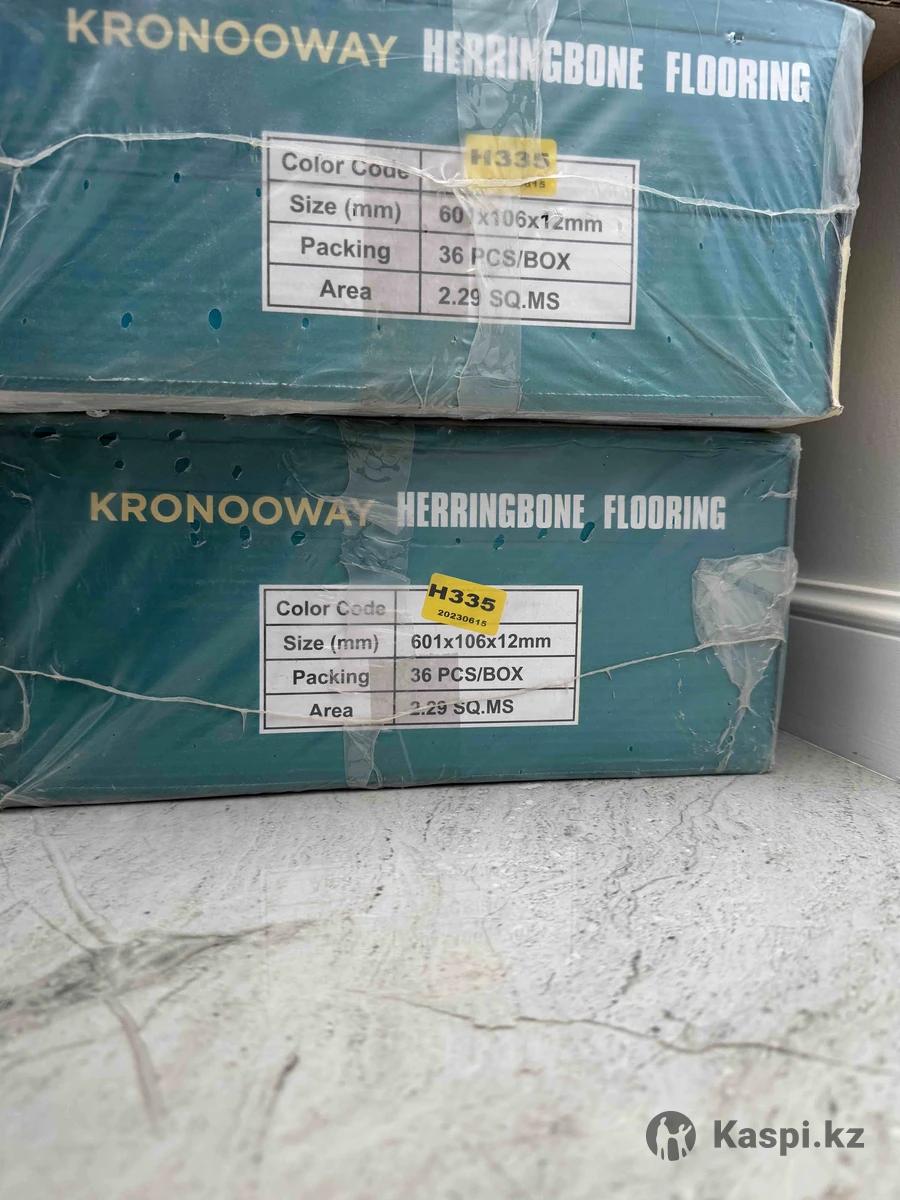 KRONOOWAY HERRINGBONE FLOORING
Color Code H335
Size (mm) 601x106x12mm
Packing 36 PCS/BOX
Area 2.29 SQ.MS
KRONOOWAY HERRINGBONE FLOORING
Color Code H335
20230615
Size (mm) 601x106x12mm
Packing 36 PCS/BOX
Area 2.29 SQ.MS
Kaspi.kz